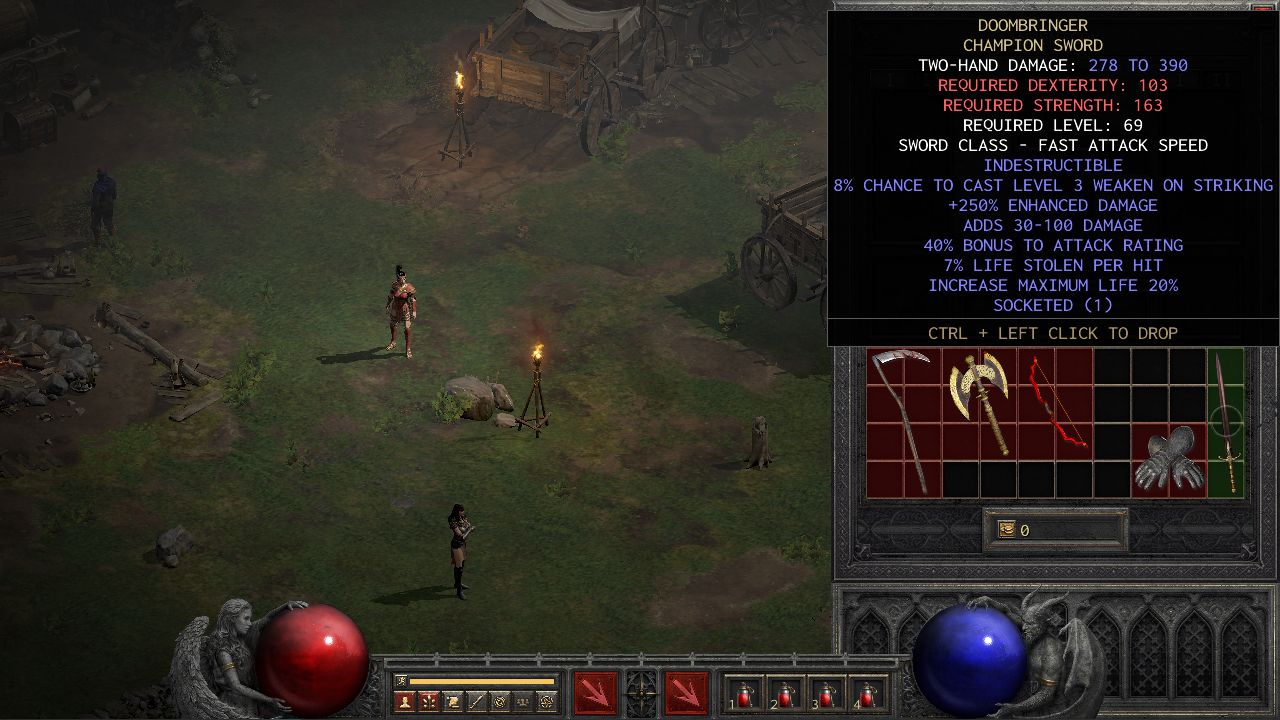 DOOMBRINGER
CHAMPION SWORD
TWO-HAND DAMAGE: 278 TO 390
REQUIRED DEXTERITY: 103
REQUIRED STRENGTH: 163
REQUIRED LEVEL: 69
SWORD CLASS - FAST ATTACK SPEED
INDESTRUCTIBLE
8% CHANCE TO CAST LEVEL 3 WEAKEN ON STRIKING
+250% ENHANCED DAMAGE
ADDS 30-100 DAMAGE
40% BONUS TO ATTACK RATING
7% LIFE STOLEN PER HIT
INCREASE MAXIMUM LIFE 20%
SOCKETED (1)
CTRL + LEFT CLICK TO DROP
0
1 2 3 4